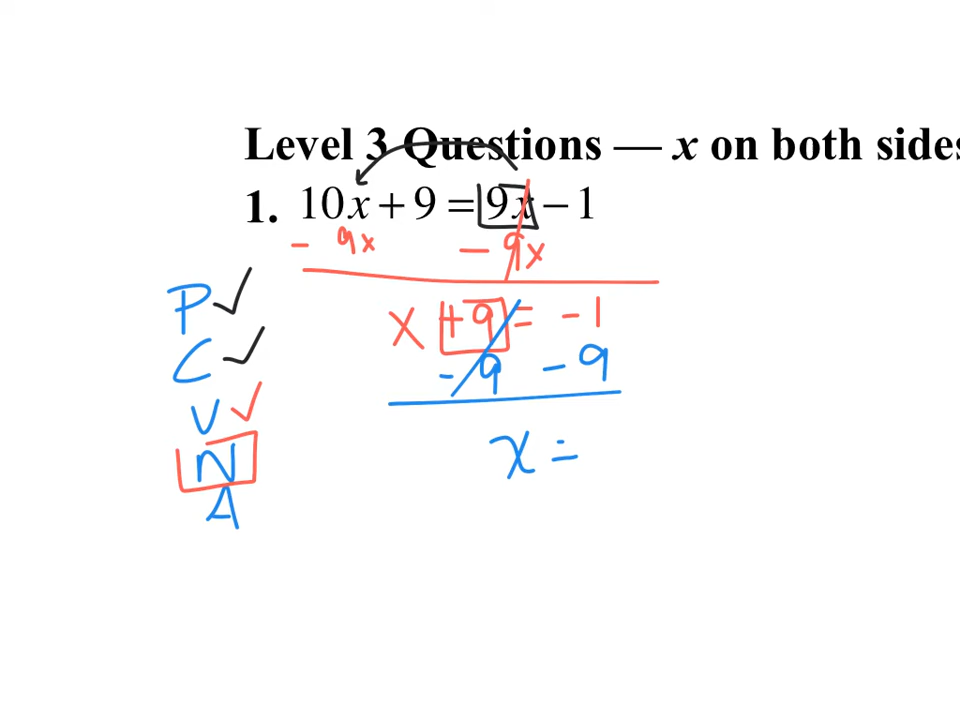 Level 3 Questions — x on both sides
1. 10x + 9 = 9x − 1
- 9x - 9x
P ✓
x + 9 = - 1
C ✓
- 9 - 9
V ✓
x =
N
A